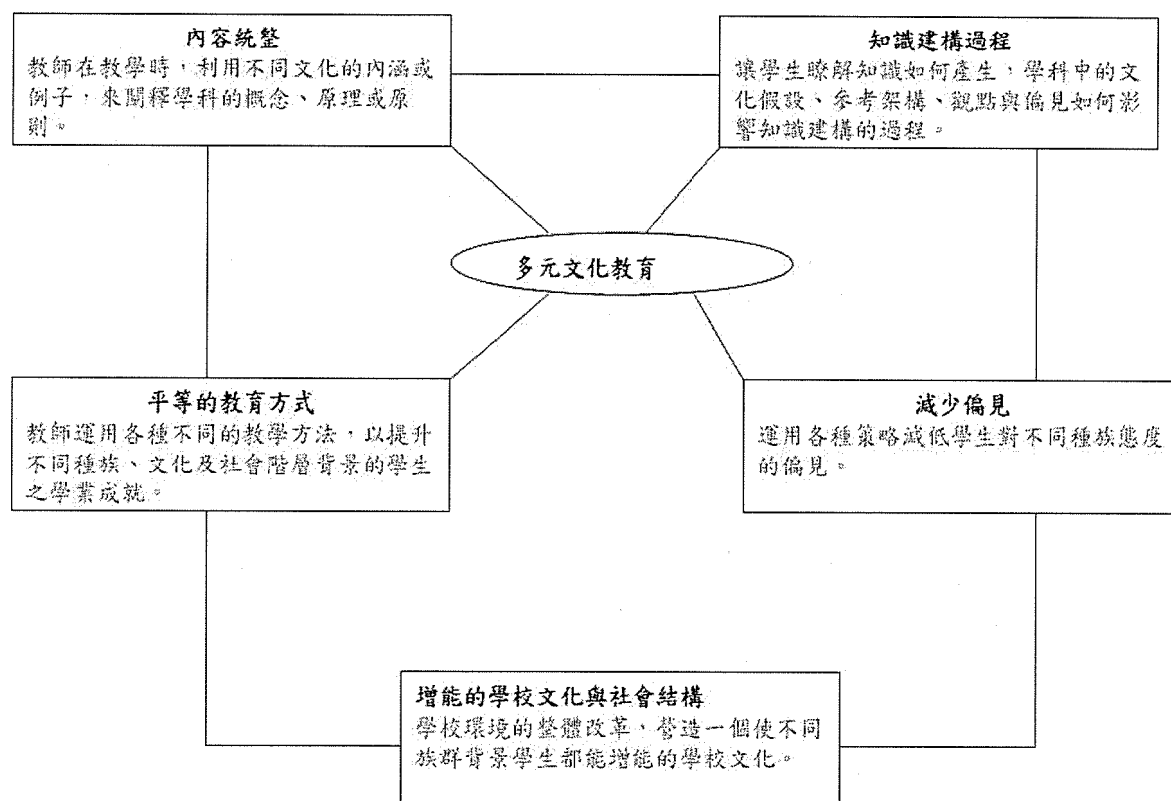 內容統整
教師在教學時，利用不同文化的內涵或
例子，來闡釋學科的概念、原理或原
則。
知識建構過程
讓學生瞭解知識如何產生，學科中的文
化假設、參考架構、觀點與偏見如何影
響知識建構的過程。
多元文化教育
平等的教育方式
教師運用各種不同的教學方法，以提升
不同種族、文化及社會階層背景的學生
之學業成就。
減少偏見
運用各種策略減低學生對不同種族態度
的偏見。
增能的學校文化與社會結構
學校環境的整體改革、營造一個使不同
族群背景學生都能增能的學校文化。